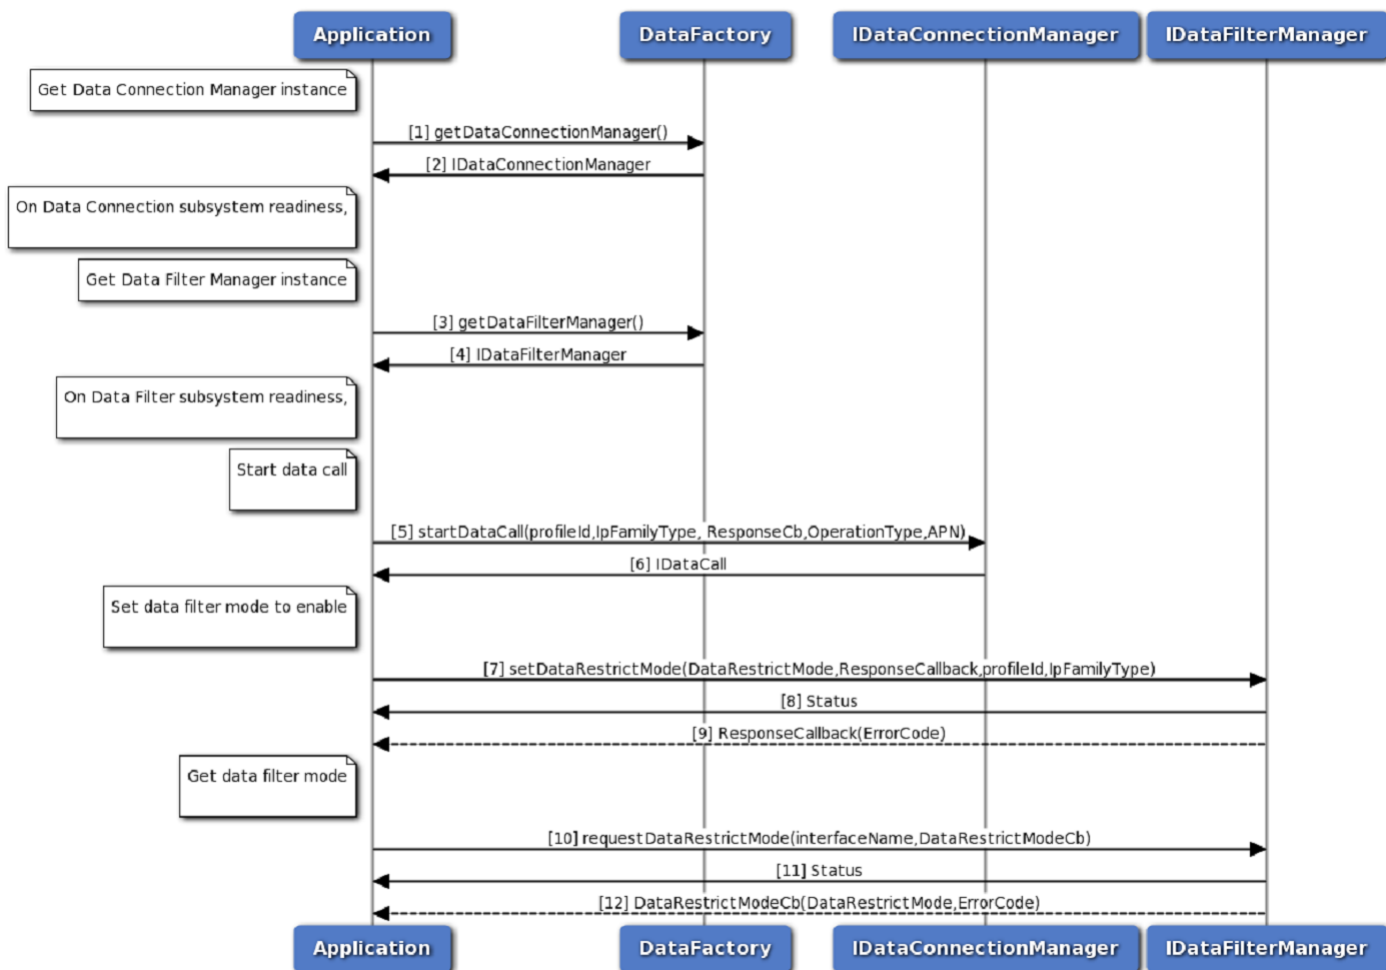 Application
DataFactory
IDataConnectionManager
IDataFilterManager
Get Data Connection Manager instance
[1] getDataConnectionManager()
[2] IDataConnectionManager
On Data Connection subsystem readiness,
Get Data Filter Manager instance
[3] getDataFilterManager()
[4] IDataFilterManager
On Data Filter subsystem readiness,
Start data call
[5] startDataCall(profileId,IpFamilyType, ResponseCb,OperationType,APN)
[6] IDataCall
Set data filter mode to enable
[7] setDataRestrictMode(DataRestrictMode,ResponseCallback,profileId,IpFamilyType)
[8] Status
[9] ResponseCallback(ErrorCode)
Get data filter mode
[10] requestDataRestrictMode(interfaceName,DataRestrictModeCb)
[11] Status
[12] DataRestrictModeCb(DataRestrictMode,ErrorCode)
Application
DataFactory
IDataConnectionManager
IDataFilterManager